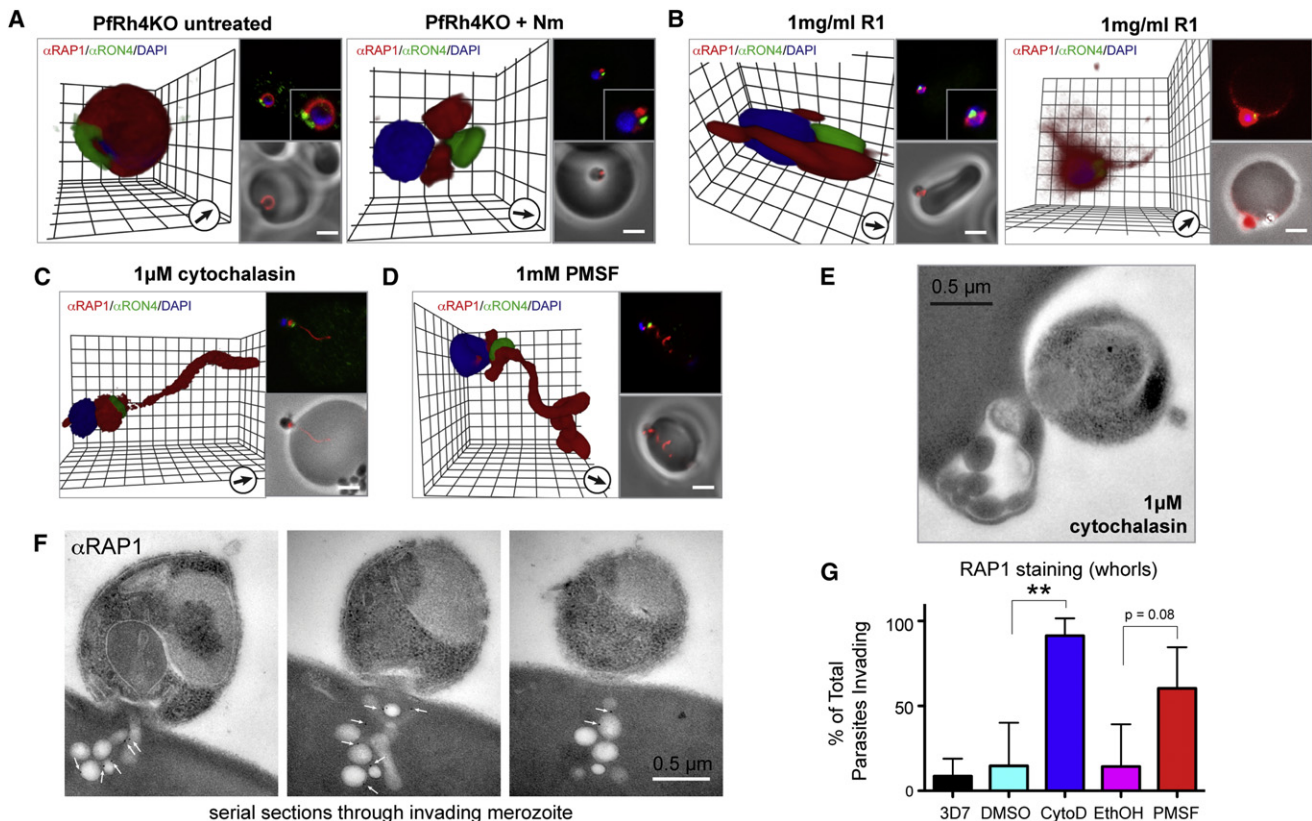 A
PfRh4KO untreated
αRAP1/αRON4/DAPI
PfRh4KO + Nm
αRAP1/αRON4/DAPI
B
1mg/ml R1
αRAP1/αRON4/DAPI
1mg/ml R1
αRAP1/αRON4/DAPI
C
1μM cytochalasin
αRAP1/αRON4/DAPI
D
1mM PMSF
αRAP1/αRON4/DAPI
E
0.5 μm
1μM
cytochalasin
F
αRAP1
0.5 μm
serial sections through invading merozoite
G
RAP1 staining (whorls)
% of Total
Parasites Invading
100
50
0
**
p = 0.08
3D7 DMSO CytoD EthOH PMSF